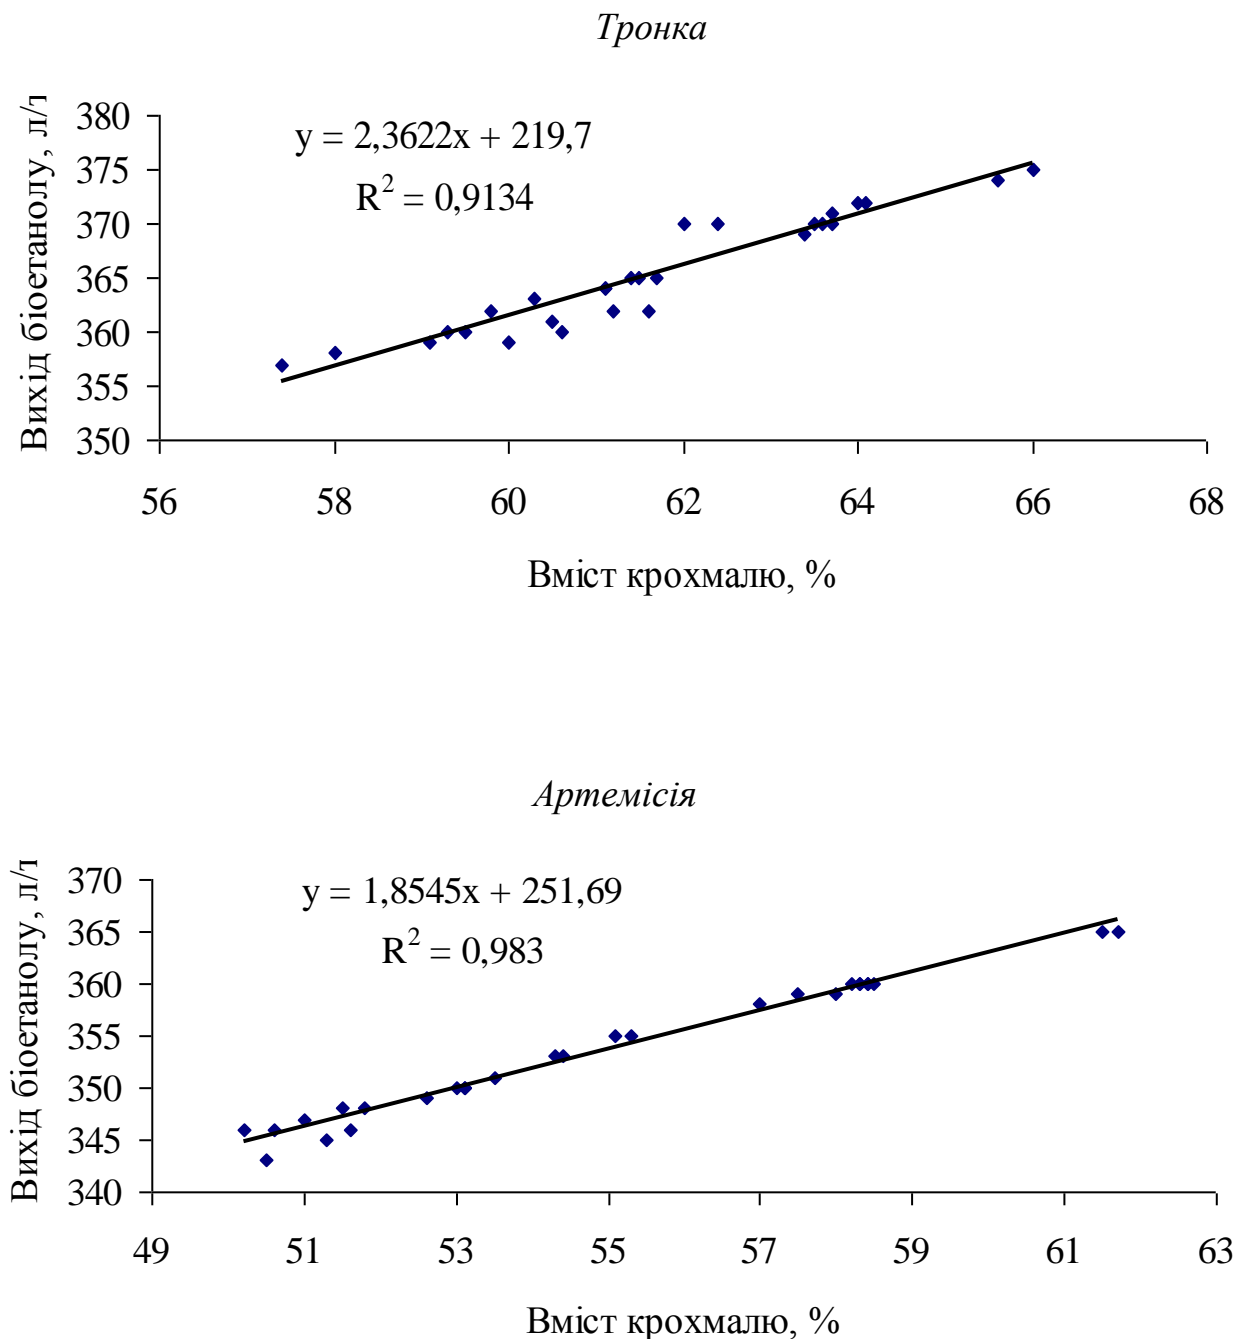 Тронка
Вихід біоетанолу, л/т
380
375
370
365
360
355
350
y = 2,3622x + 219,7
R² = 0,9134
56 58 60 62 64 66 68
Вміст крохмалю, %
Артемісія
Вихід біоетанолу, л/т
370
365
360
355
350
345
340
y = 1,8545x + 251,69
R² = 0,983
49 51 53 55 57 59 61 63
Вміст крохмалю, %